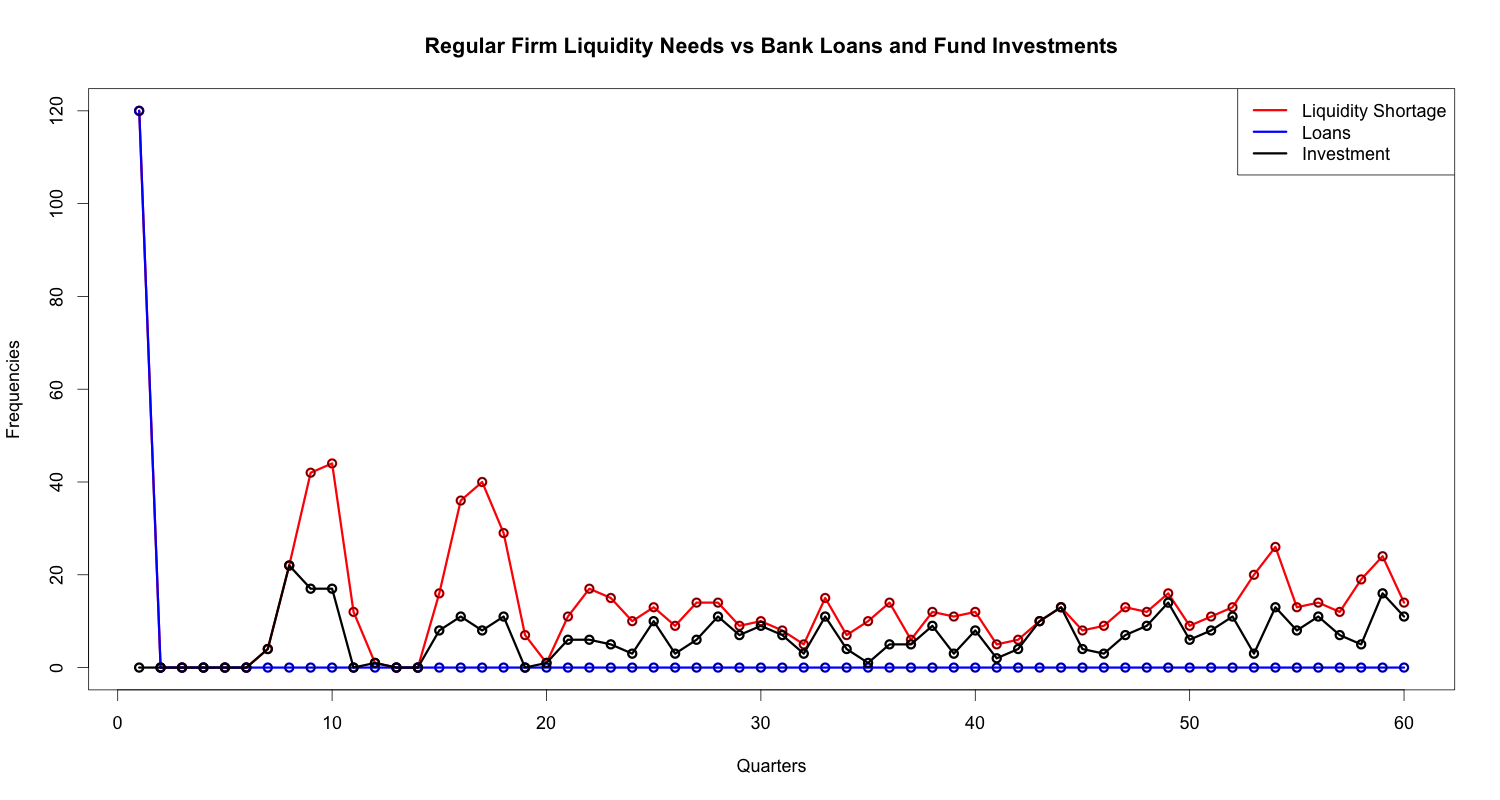 Regular Firm Liquidity Needs vs Bank Loans and Fund Investments
Liquidity Shortage
Loans
Investment
Frequencies
120
100
80
60
40
20
0
0 10 20 30 40 50 60
Quarters